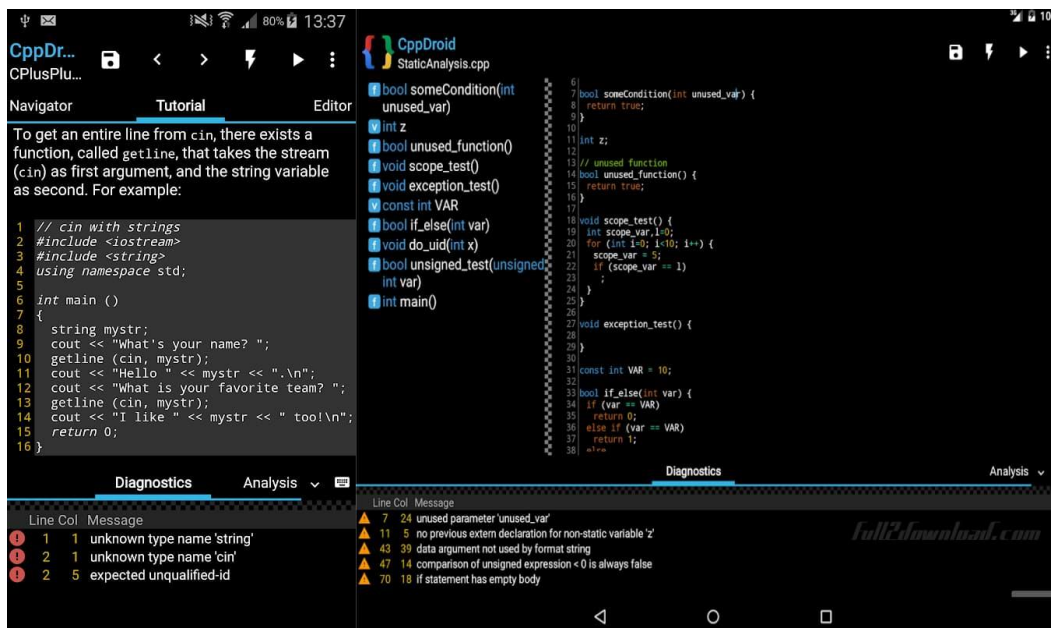 80% 13:37
CppDr...
CPlusPlu...
Navigator Tutorial Editor
To get an entire line from cin, there exists a
function, called getline, that takes the stream
(cin) as first argument, and the string variable
as second. For example:
1 // cin with strings
2 #include <iostream>
3 #include <string>
4 using namespace std;
5
6 int main ()
7 {
8 string mystr;
9 cout << "What's your name? ";
10 getline (cin, mystr);
11 cout << "Hello " << mystr << ".\n";
12 cout << "What is your favorite team? ";
13 getline (cin, mystr);
14 cout << "I like " << mystr << " too!\n";
15 return 0;
16 }
Diagnostics Analysis
Line Col Message
1 1 unknown type name 'string'
2 1 unknown type name 'cin'
2 5 expected unqualified-id
3G 10
CppDroid
StaticAnalysis.cpp
f bool someCondition(int
unused_var)
v int z
f bool unused_function()
f void scope_test()
f void exception_test()
v const int VAR
f bool if_else(int var)
f void do_uid(int x)
f bool unsigned_test(unsigned
int var)
f int main()
6
7 bool someCondition(int unused_var) {
8 return true;
9 }
10
11 int z;
12
13 // unused function
14 bool unused_function() {
15 return true;
16 }
17
18 void scope_test() {
19 int scope_var,l=0;
20 for (int i=0; i<10; i++) {
21 scope_var = 5;
22 if (scope_var == l)
23 ;
24 }
25 }
26
27 void exception_test() {
28
29 }
30
31 const int VAR = 10;
32
33 bool if_else(int var) {
34 if (var == VAR)
35 return 0;
36 else if (var == VAR)
37 return 1;
38 else
Diagnostics Analysis
Line Col Message
7 24 unused parameter 'unused_var'
11 5 no previous extern declaration for non-static variable 'z'
43 39 data argument not used by format string
47 14 comparison of unsigned expression < 0 is always false
70 18 if statement has empty body
full2download.com